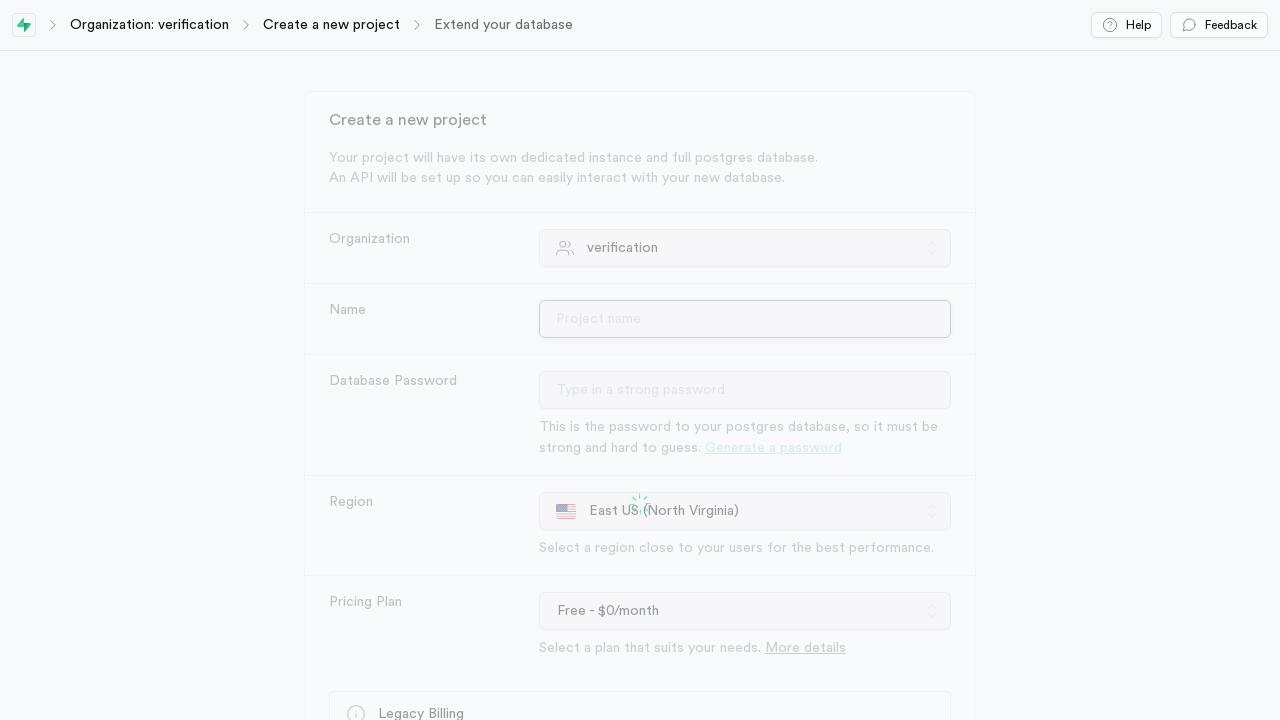 Organization: verification
Create a new project
Extend your database
Help
Feedback
Create a new project
Your project will have its own dedicated instance and full postgres database.
An API will be set up so you can easily interact with your new database.
Organization
verification
Name
Project name
Database Password
Type in a strong password
This is the password to your postgres database, so it must be
strong and hard to guess. Generate a password
Region
East US (North Virginia)
Select a region close to your users for the best performance.
Pricing Plan
Free - $0/month
Select a plan that suits your needs. More details
Legacy Billing